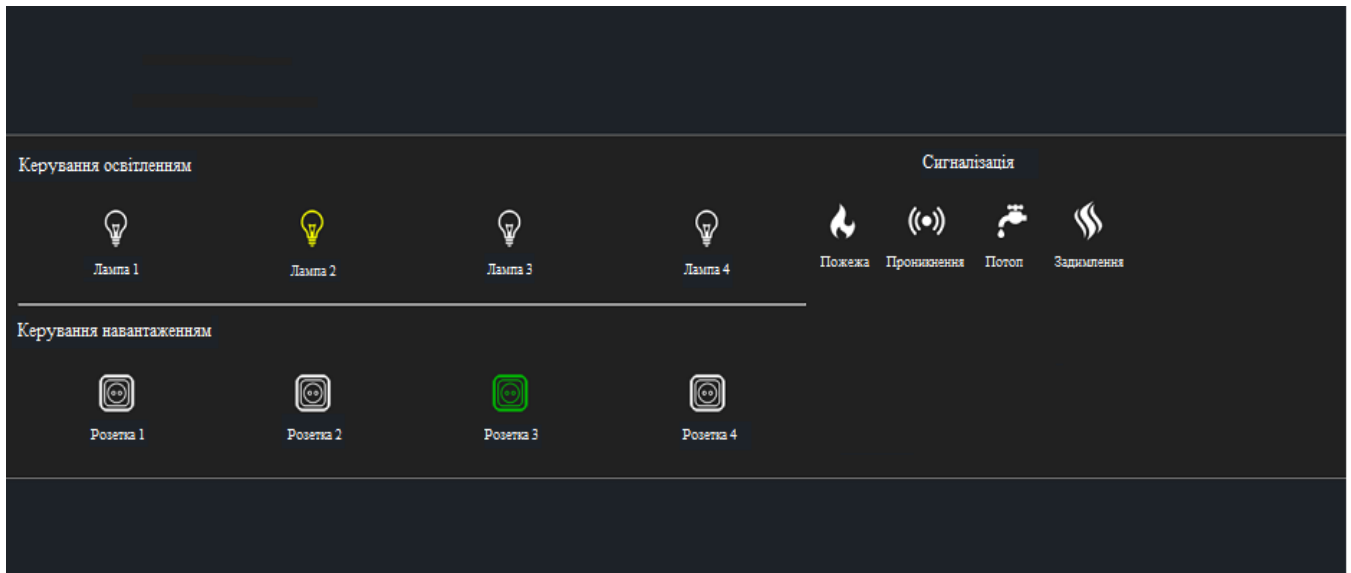 Керування освітленням
Сигналізація
Лампа 1
Лампа 2
Лампа 3
Лампа 4
Пожежа
Проникнення
Потоп
Задимлення
Керування навантаженням
Розетка 1
Розетка 2
Розетка 3
Розетка 4